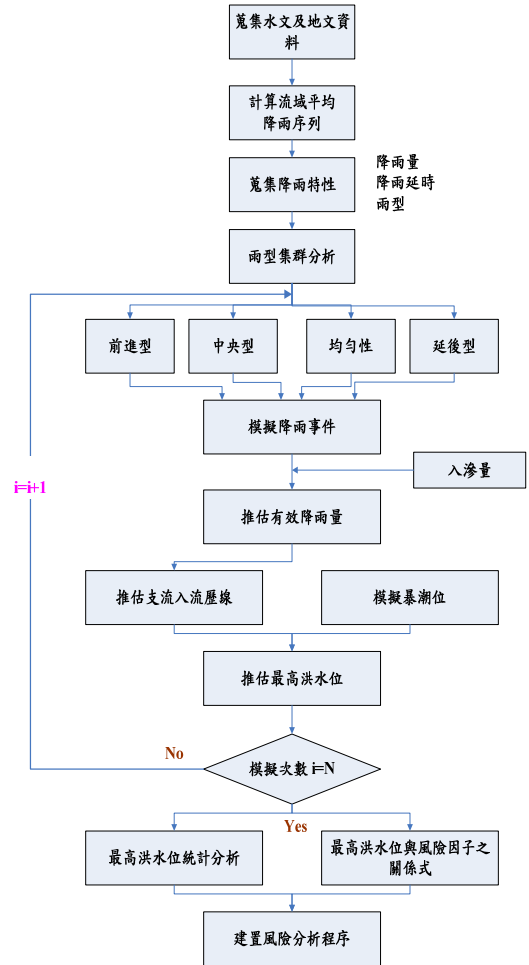 蒐集水文及地文資
料
計算流域平均
降雨序列
蒐集降雨特性
降雨量
降雨延時
雨型
雨型集群分析
前進型
中央型
均勻性
延後型
模擬降雨事件
入滲量
i=i+1
推估有效降雨量
推估支流入流歷線
模擬暴潮位
推估最高洪水位
No
模擬次數 i=N
Yes
最高洪水位統計分析
最高洪水位與風險因子之
關係式
建置風險分析程序